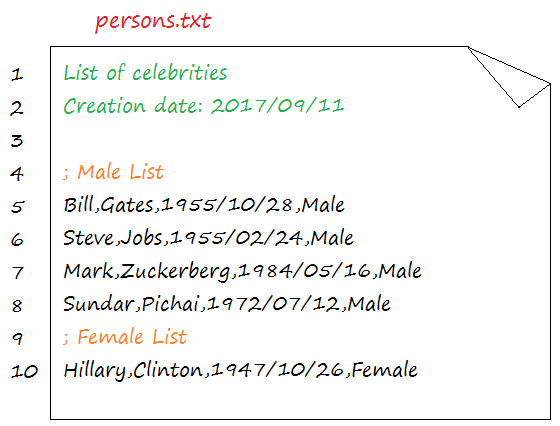 persons.txt
1 List of celebrities
2 Creation date: 2017/09/11
3
4 ; Male List
5 Bill,Gates,1955/10/28,Male
6 Steve,Jobs,1955/02/24,Male
7 Mark,Zuckerberg,1984/05/16,Male
8 Sundar,Pichai,1972/07/12,Male
9 ; Female List
10 Hillary,Clinton,1947/10/26,Female